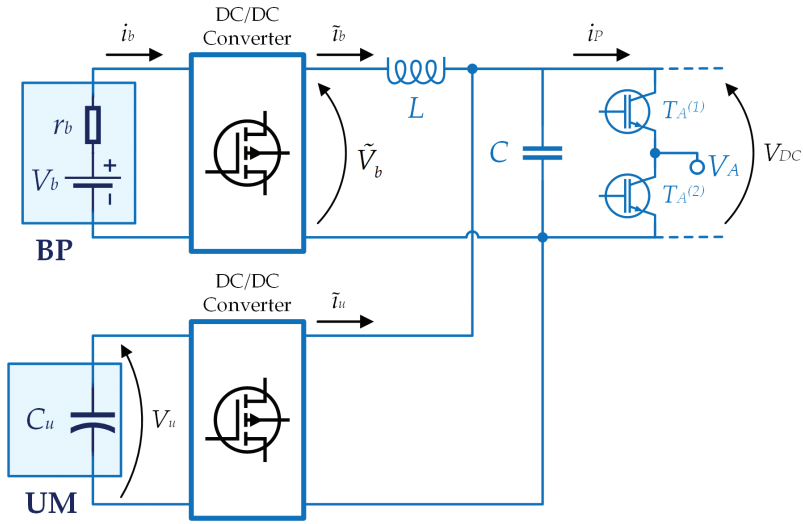 DC/DC
Converter
i_b
ĩ_b
i_P
r_b
L
T_A^(1)
V_b
+
−
Ṽ_b
C
V_A
V_DC
T_A^(2)
BP
DC/DC
Converter
ĩ_u
C_u
V_u
UM